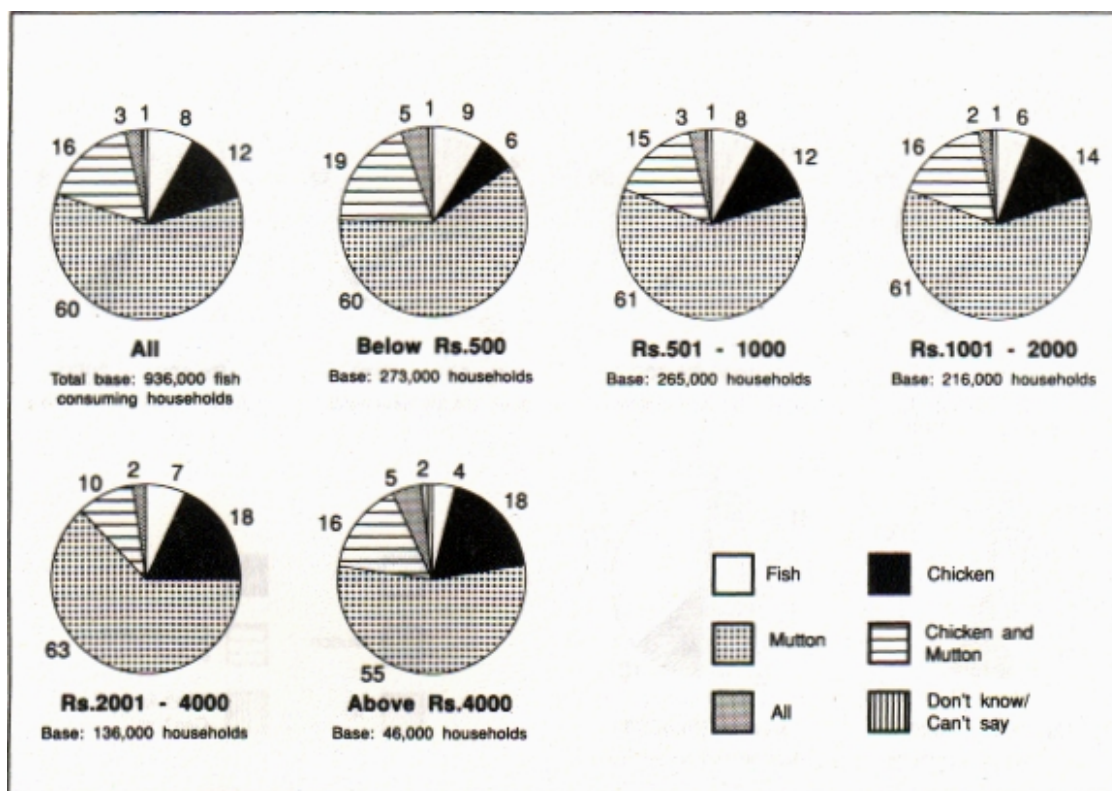 3 1 8
16 12
60
All
Total base: 936,000 fish
consuming households
5 1 9
19 6
60
Below Rs.500
Base: 273,000 households
3 1 8
15 12
61
Rs.501 - 1000
Base: 265,000 households
2 1 6
16 14
61
Rs.1001 - 2000
Base: 216,000 households
10 2 7
18
63
Rs.2001 - 4000
Base: 136,000 households
5 2 4
16 18
55
Above Rs.4000
Base: 46,000 households
Fish
Chicken
Mutton
Chicken and
Mutton
All
Don't know/
Can't say